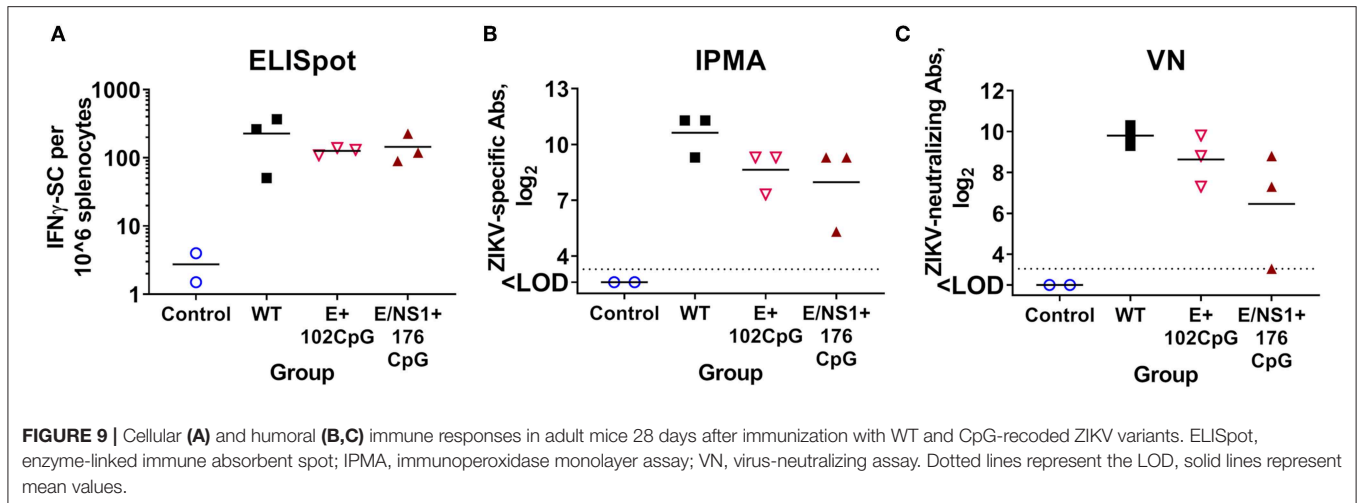 A
ELISpot
IFNγ-SC per
10^6 splenocytes
1000
100
10
1
Control
WT
E+
102CpG
E/NS1+
176
CpG
Group
B
IPMA
ZIKV-specific Abs,
log2
13
10
7
4
<LOD
Control
WT
E+
102CpG
E/NS1+
176
CpG
Group
C
VN
ZIKV-neutralizing Abs,
log2
12
10
8
6
4
<LOD
Control
WT
E+
102CpG
E/NS1+
176
CpG
Group
FIGURE 9 | Cellular (A) and humoral (B,C) immune responses in adult mice 28 days after immunization with WT and CpG-recoded ZIKV variants. ELISpot,
enzyme-linked immune absorbent spot; IPMA, immunoperoxidase monolayer assay; VN, virus-neutralizing assay. Dotted lines represent the LOD, solid lines represent
mean values.